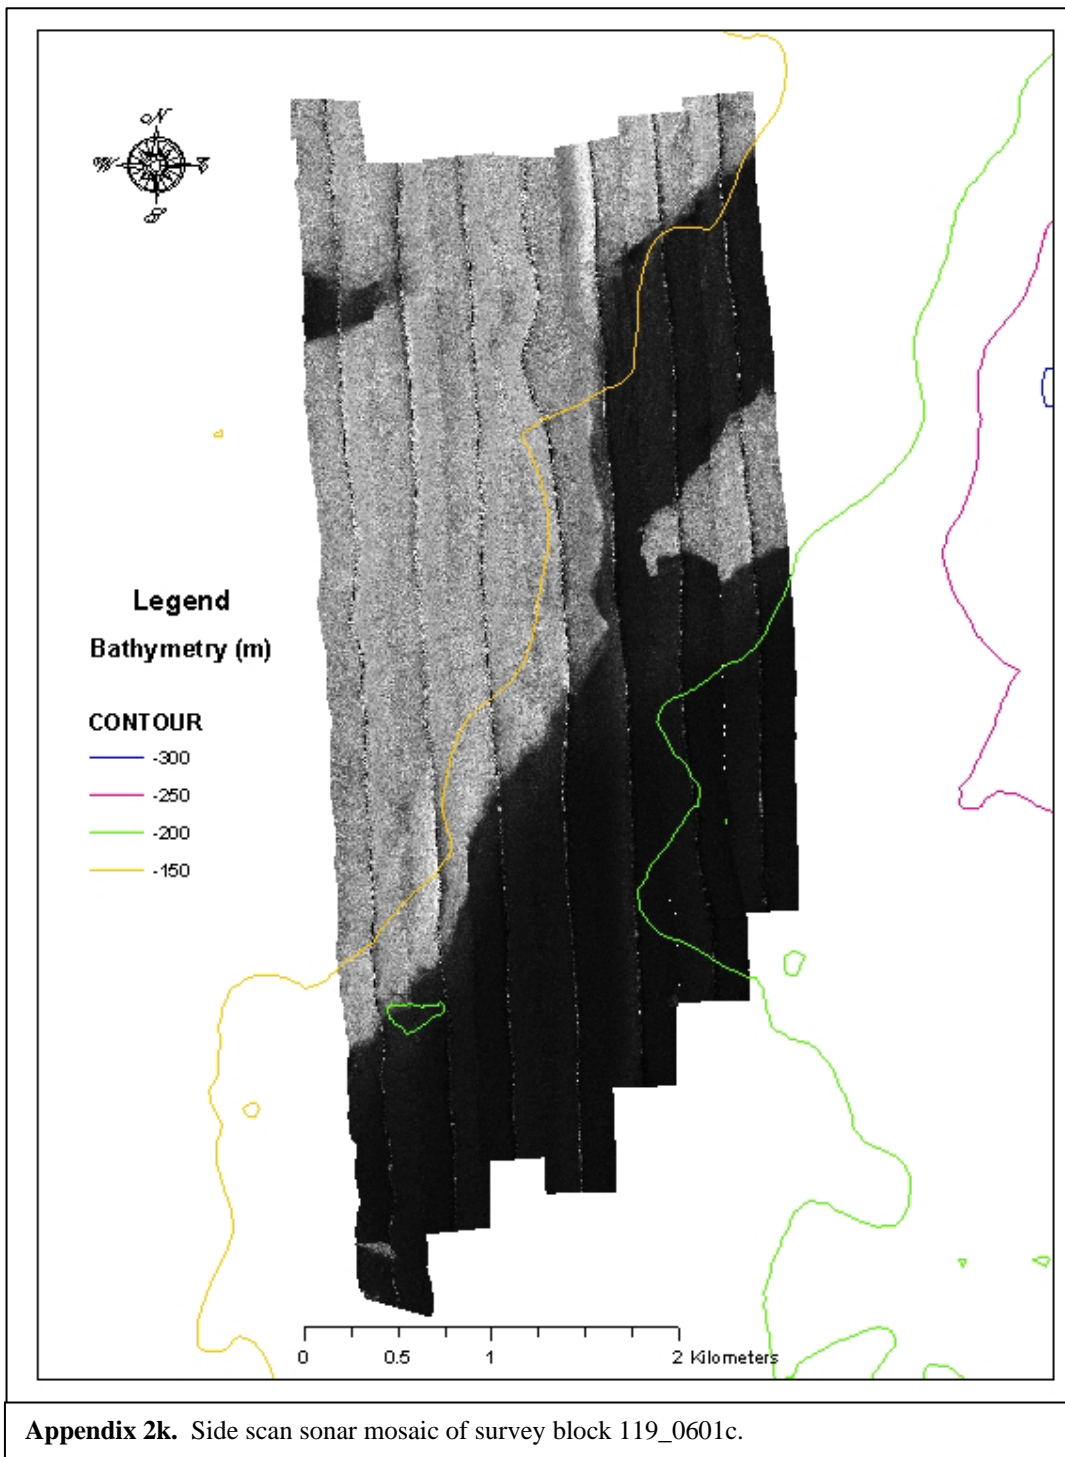 N
W E
S
Legend
Bathymetry (m)
CONTOUR
-300
-250
-200
-150
0 0.5 1 2 Kilometers
Appendix 2k. Side scan sonar mosaic of survey block 119_0601c.